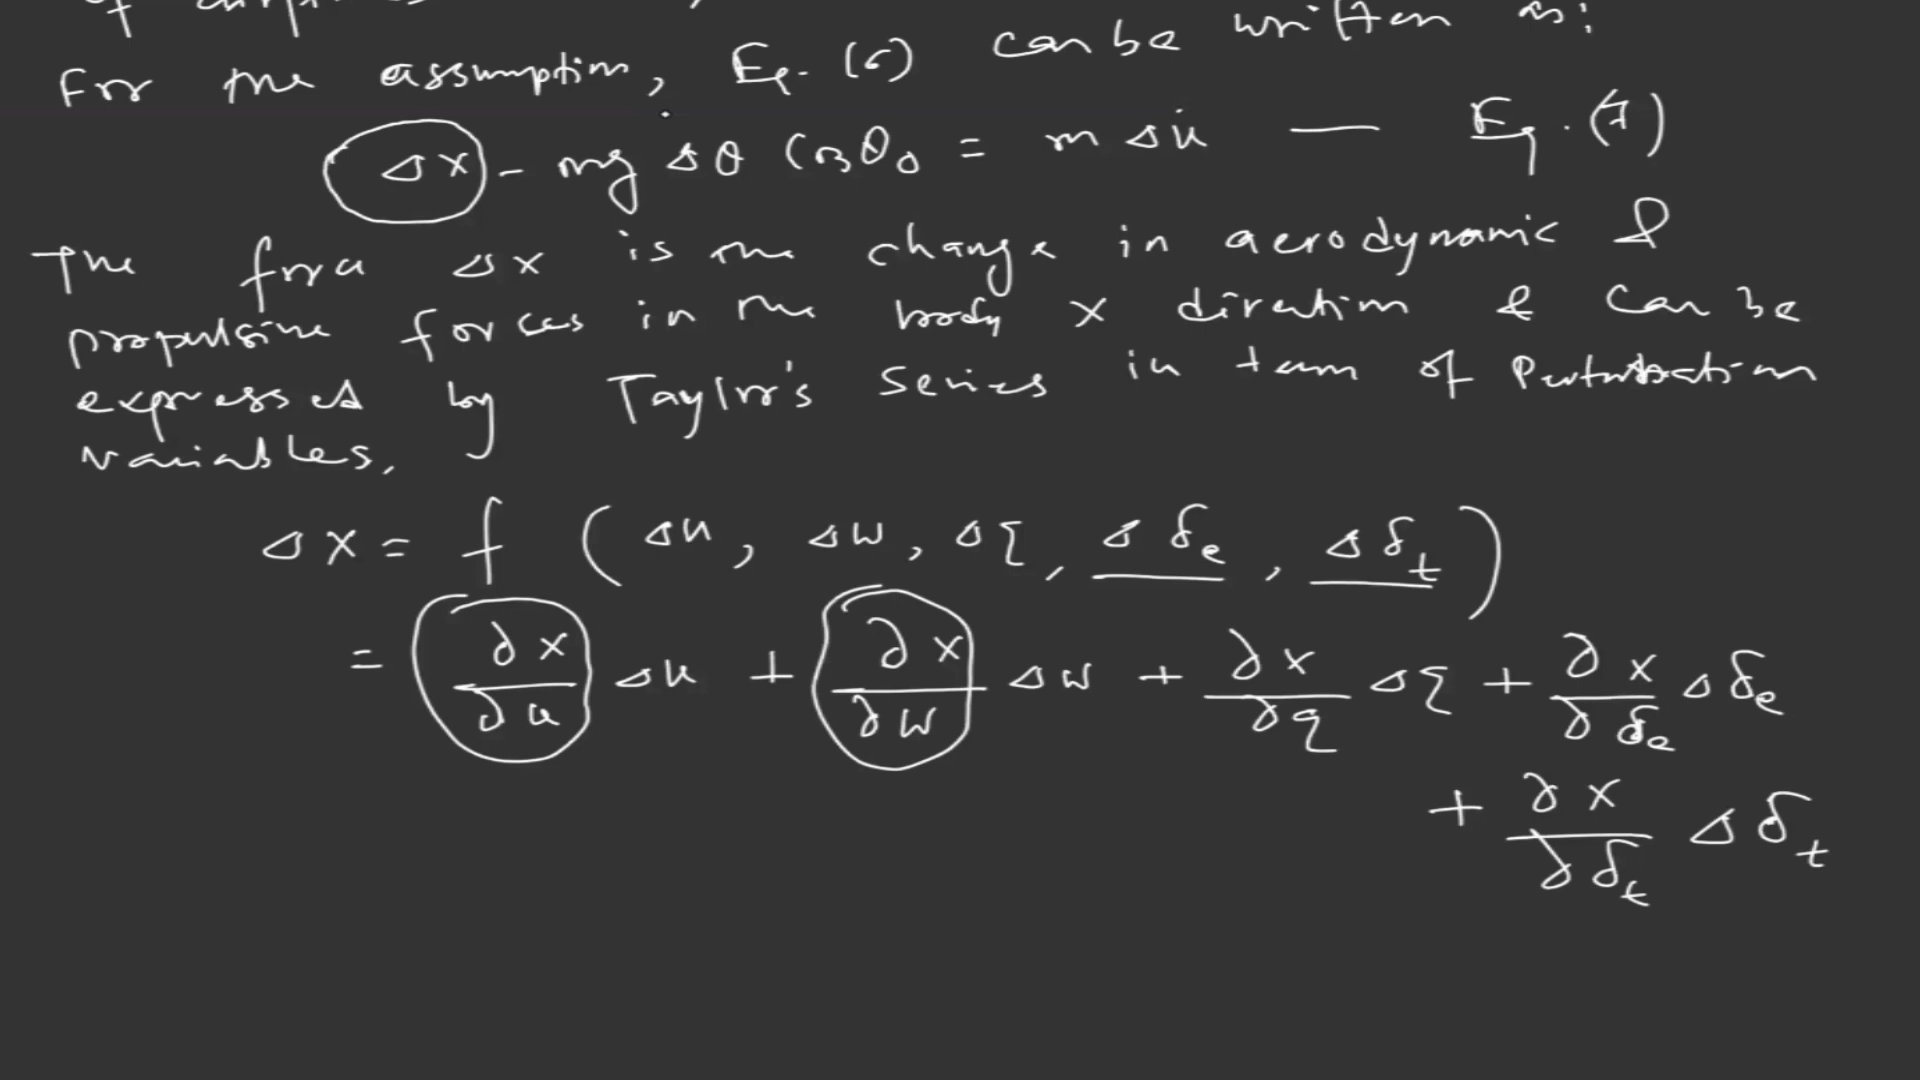 For the assumption, Eq. (6) can be written as:
Δx - mg Δθ Cosθ₀ = m Δu̇ — Eq. (7)
The force Δx is the change in aerodynamic &
propulsive forces in the body x direction & can be
expressed by Taylor's Series in term of Perturbation
variables,
Δx = f (Δu, Δw, Δq, Δδe, Δδt)
= ∂x/∂u Δu + ∂x/∂w Δw + ∂x/∂q Δq + ∂x/∂δe Δδe
+ ∂x/∂δt Δδt